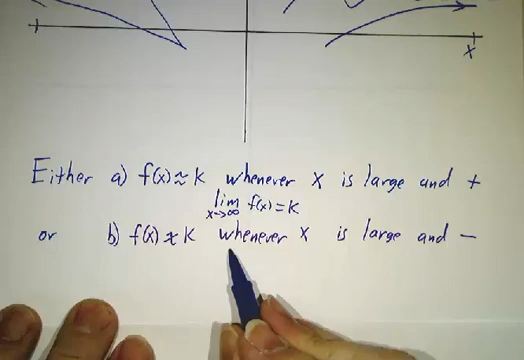 x
Either a) f(x) ≈ k whenever x is large and +
lim x→∞ f(x) = k
or b) f(x) ≈ k whenever x is large and −